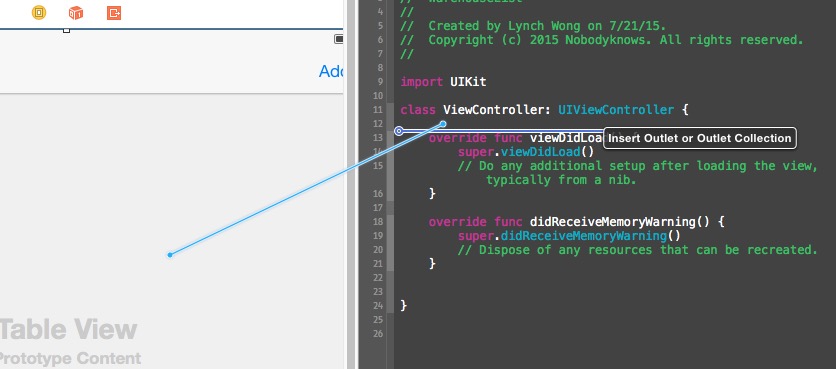 Add
Table View
Prototype Content
4 //
5 // Created by Lynch Wong on 7/21/15.
6 // Copyright (c) 2015 Nobodyknows. All rights reserved.
7 //
8
9 import UIKit
10
11 class ViewController: UIViewController {
12
Insert Outlet or Outlet Collection
13 override func viewDidLoad() {
14 super.viewDidLoad()
15 // Do any additional setup after loading the view,
typically from a nib.
16 }
17
18 override func didReceiveMemoryWarning() {
19 super.didReceiveMemoryWarning()
20 // Dispose of any resources that can be recreated.
21 }
22
23
24 }
25
26